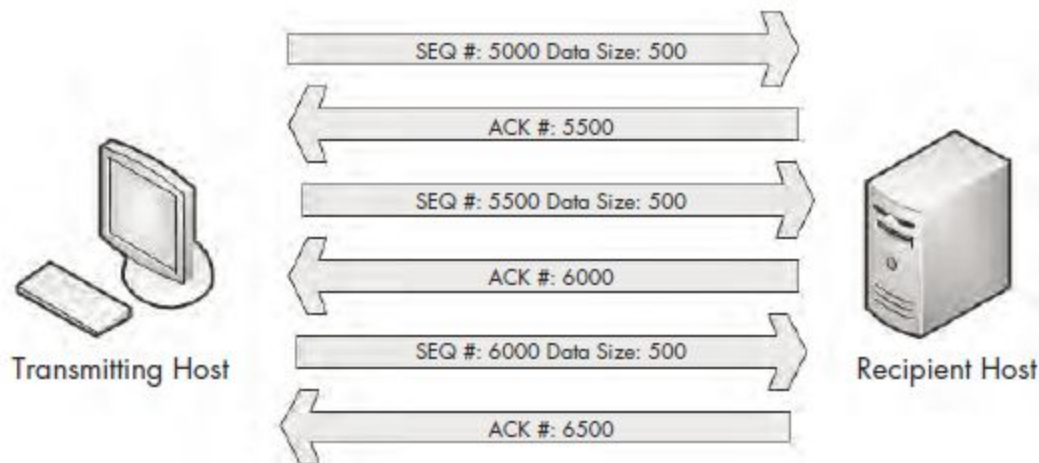 SEQ #: 5000 Data Size: 500
ACK #: 5500
SEQ #: 5500 Data Size: 500
ACK #: 6000
SEQ #: 6000 Data Size: 500
ACK #: 6500
Transmitting Host
Recipient Host